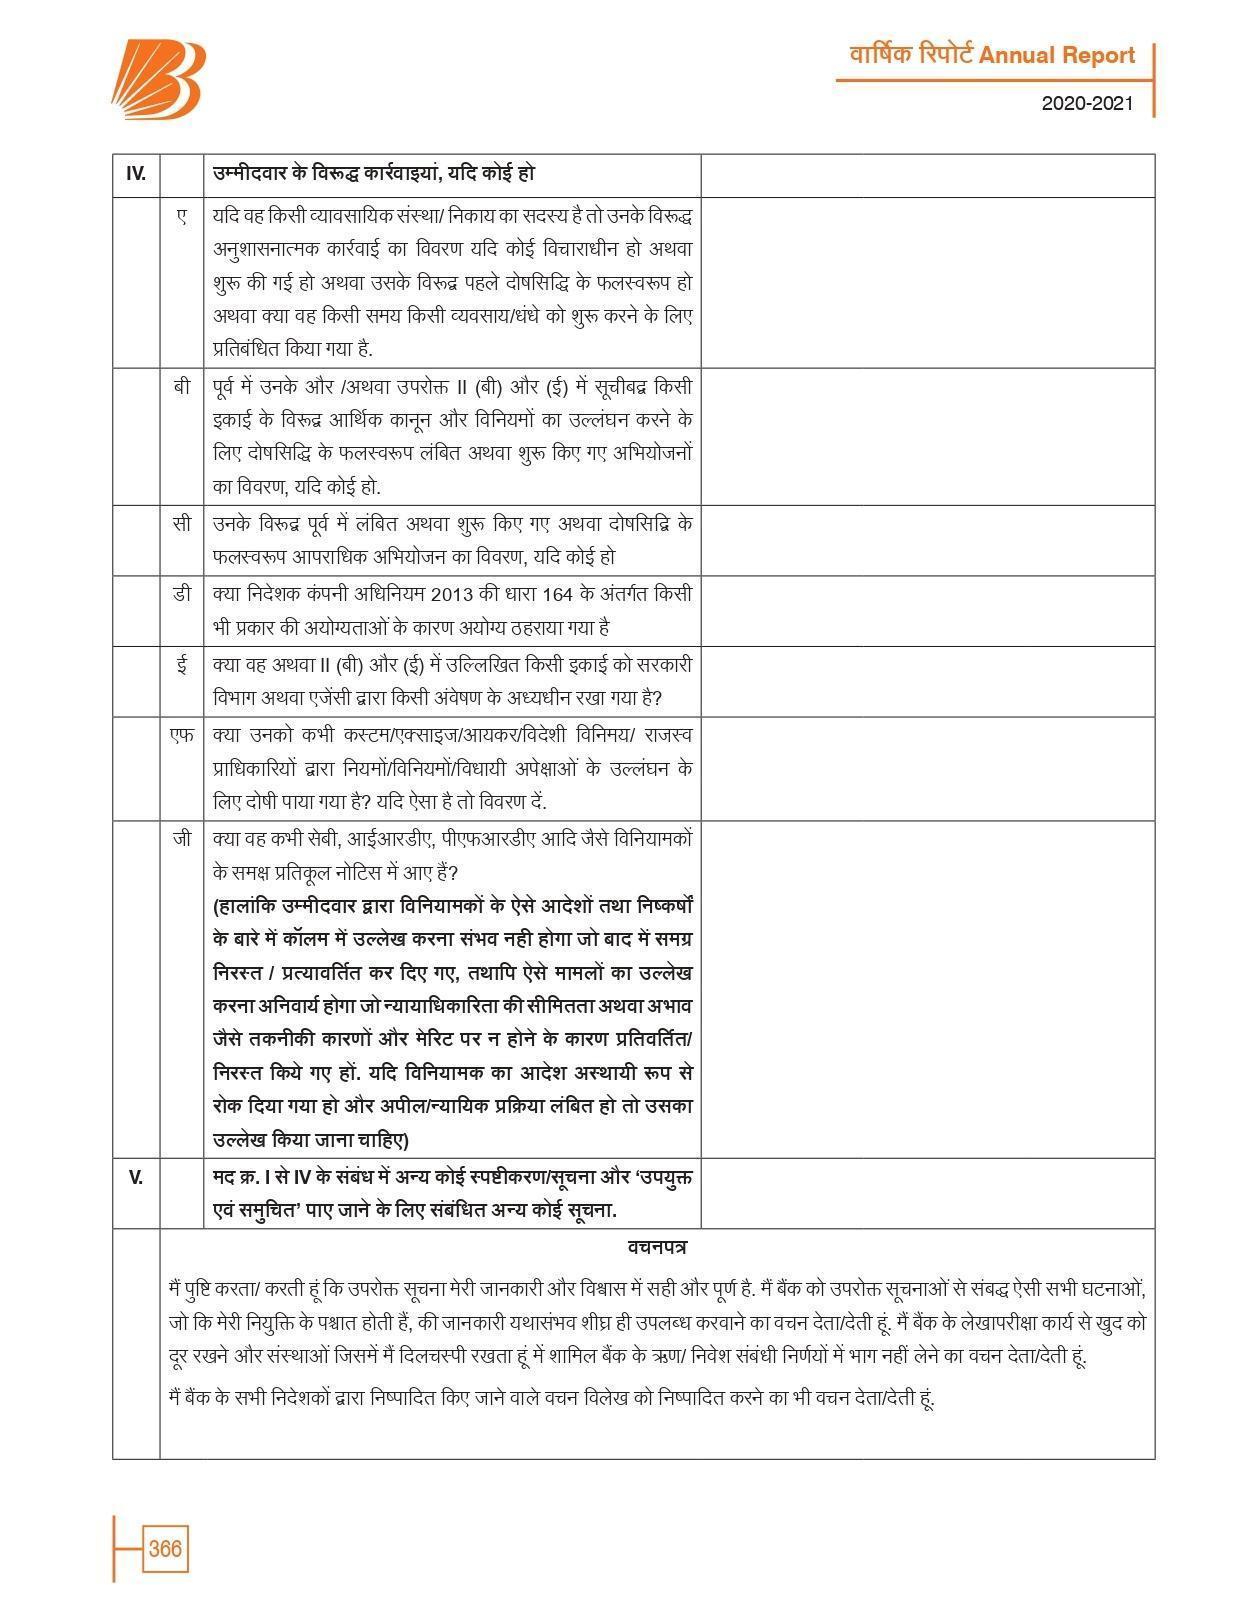 वार्षिक रिपोर्ट Annual Report
2020-2021
IV. उम्मीदवार के विरूद्ध कार्रवाइयां, यदि कोई हो
ए यदि वह किसी व्यावसायिक संस्था/ निकाय का सदस्य है तो उनके विरूद्ध
अनुशासनात्मक कार्रवाई का विवरण यदि कोई विचाराधीन हो अथवा
शुरू की गई हो अथवा उसके विरूद्व पहले दोषसिद्धि के फलस्वरूप हो
अथवा क्या वह किसी समय किसी व्यवसाय/धंधे को शुरू करने के लिए
प्रतिबंधित किया गया है.
बी पूर्व में उनके और /अथवा उपरोक्त II (बी) और (ई) में सूचीबद्व किसी
इकाई के विरूद्व आर्थिक कानून और विनियमों का उल्लंघन करने के
लिए दोषसिद्धि के फलस्वरूप लंबित अथवा शुरू किए गए अभियोजनों
का विवरण, यदि कोई हो.
सी उनके विरूद्व पूर्व में लंबित अथवा शुरू किए गए अथवा दोषसिद्वि के
फलस्वरूप आपराधिक अभियोजन का विवरण, यदि कोई हो
डी क्या निदेशक कंपनी अधिनियम 2013 की धारा 164 के अंतर्गत किसी
भी प्रकार की अयोग्यताओं के कारण अयोग्य ठहराया गया है
ई क्या वह अथवा II (बी) और (ई) में उल्लिखित किसी इकाई को सरकारी
विभाग अथवा एजेंसी द्वारा किसी अंवेषण के अध्यधीन रखा गया है?
एफ क्या उनको कभी कस्टम/एक्साइज/आयकर/विदेशी विनिमय/ राजस्व
प्राधिकारियों द्वारा नियमों/विनियमों/विधायी अपेक्षाओं के उल्लंघन के
लिए दोषी पाया गया है? यदि ऐसा है तो विवरण दें.
जी क्या वह कभी सेबी, आईआरडीए, पीएफआरडीए आदि जैसे विनियामकों
के समक्ष प्रतिकूल नोटिस में आए हैं?
(हालांकि उम्मीदवार द्वारा विनियामकों के ऐसे आदेशों तथा निष्कर्षों
के बारे में कॉलम में उल्लेख करना संभव नही होगा जो बाद में समग्र
निरस्त / प्रत्यावर्तित कर दिए गए, तथापि ऐसे मामलों का उल्लेख
करना अनिवार्य होगा जो न्यायाधिकारिता की सीमितता अथवा अभाव
जैसे तकनीकी कारणों और मेरिट पर न होने के कारण प्रतिवर्तित/
निरस्त किये गए हों. यदि विनियामक का आदेश अस्थायी रूप से
रोक दिया गया हो और अपील/न्यायिक प्रक्रिया लंबित हो तो उसका
उल्लेख किया जाना चाहिए)
V. मद क्र. I से IV के संबंध में अन्य कोई स्पष्टीकरण/सूचना और ‘उपयुक्त
एवं समुचित’ पाए जाने के लिए संबंधित अन्य कोई सूचना.
वचनपत्र
मैं पुष्टि करता/ करती हूं कि उपरोक्त सूचना मेरी जानकारी और विश्वास में सही और पूर्ण है. मैं बैंक को उपरोक्त सूचनाओं से संबद्ध ऐसी सभी घटनाओं,
जो कि मेरी नियुक्ति के पश्चात होती हैं, की जानकारी यथासंभव शीघ्र ही उपलब्ध करवाने का वचन देता/देती हूं. मैं बैंक के लेखापरीक्षा कार्य से खुद को
दूर रखने और संस्थाओं जिसमें मैं दिलचस्पी रखता हूं में शामिल बैंक के ऋण/ निवेश संबंधी निर्णयों में भाग नहीं लेने का वचन देता/देती हूं.
मैं बैंक के सभी निदेशकों द्वारा निष्पादित किए जाने वाले वचन विलेख को निष्पादित करने का भी वचन देता/देती हूं.
366